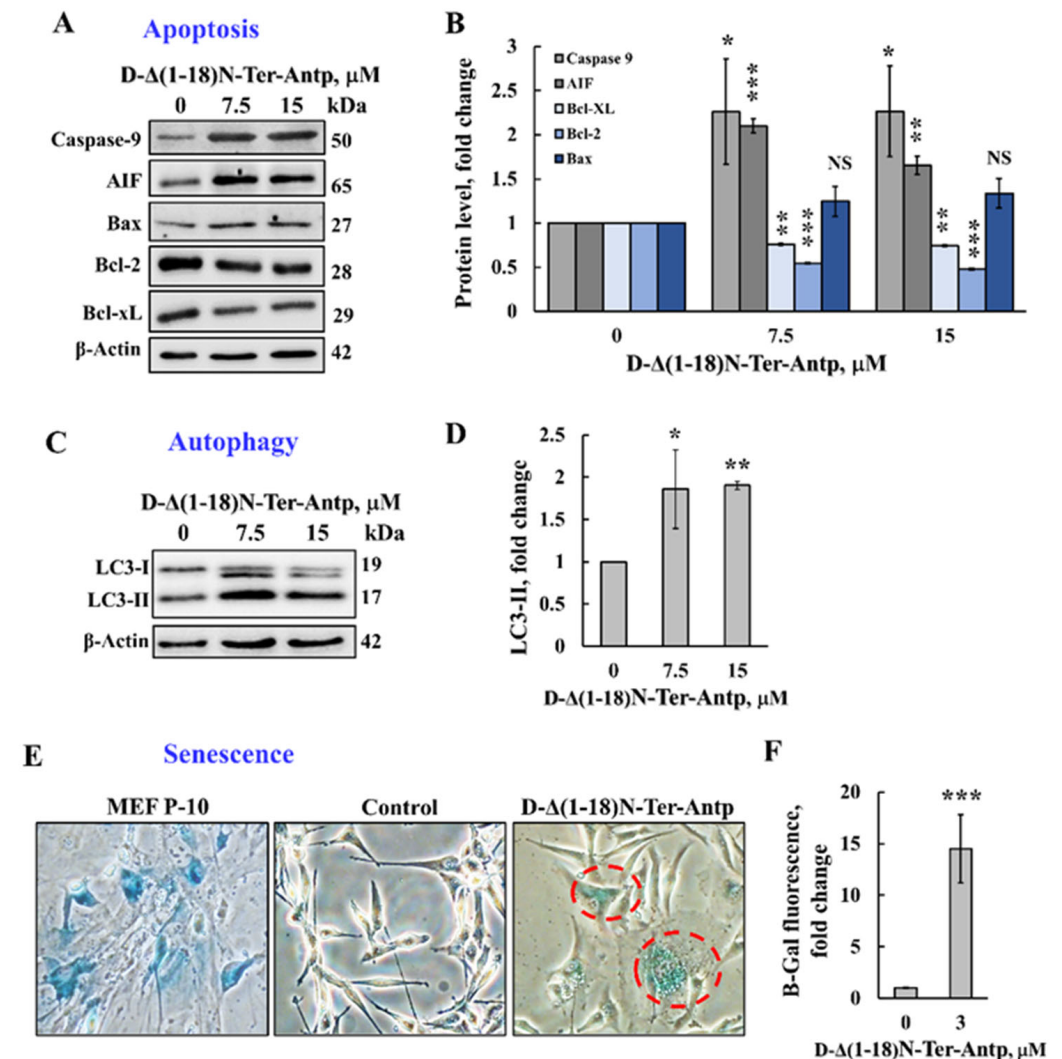 A
Apoptosis
D-Δ(1-18)N-Ter-Antp, μM
0 7.5 15 kDa
Caspase-9 50
AIF 65
Bax 27
Bcl-2 28
Bcl-xL 29
β-Actin 42
B
Protein level, fold change
3
2.5
2
1.5
1
0.5
0
Caspase 9
AIF
Bcl-XL
Bcl-2
Bax
* *** ** *** NS
* ** ** *** NS
0 7.5 15
D-Δ(1-18)N-Ter-Antp, μM
C
Autophagy
D-Δ(1-18)N-Ter-Antp, μM
0 7.5 15 kDa
LC3-I 19
LC3-II 17
β-Actin 42
D
LC3-II, fold change
2.5
2
1.5
1
0.5
0
* **
0 7.5 15
D-Δ(1-18)N-Ter-Antp, μM
E
Senescence
MEF P-10 Control D-Δ(1-18)N-Ter-Antp
F
B-Gal fluorescence,
fold change
20
15
10
5
0
***
0 3
D-Δ(1-18)N-Ter-Antp, μM